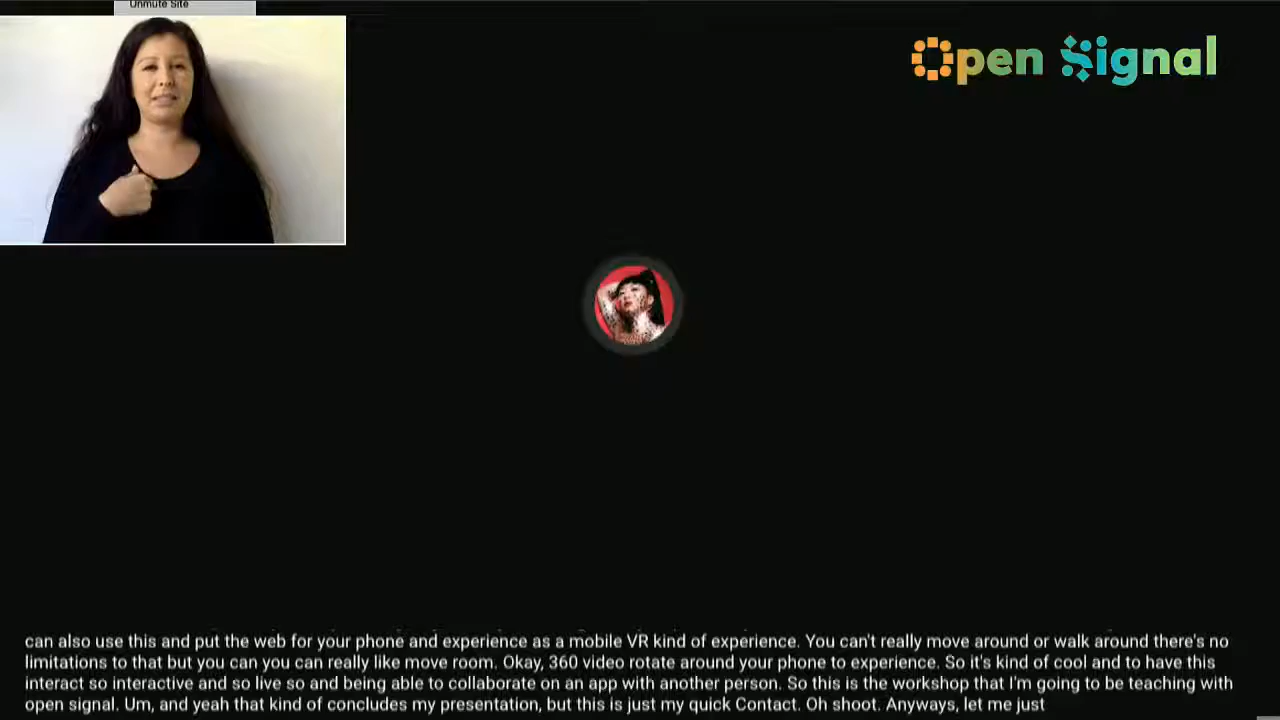 Unmute Site
Open Signal
can also use this and put the web for your phone and experience as a mobile VR kind of experience. You can't really move around or walk around there's no
limitations to that but you can you can really like move room. Okay, 360 video rotate around your phone to experience. So it's kind of cool and to have this
interact so interactive and so live so and being able to collaborate on an app with another person. So this is the workshop that I'm going to be teaching with
open signal. Um, and yeah that kind of concludes my presentation, but this is just my quick Contact. Oh shoot. Anyways, let me just